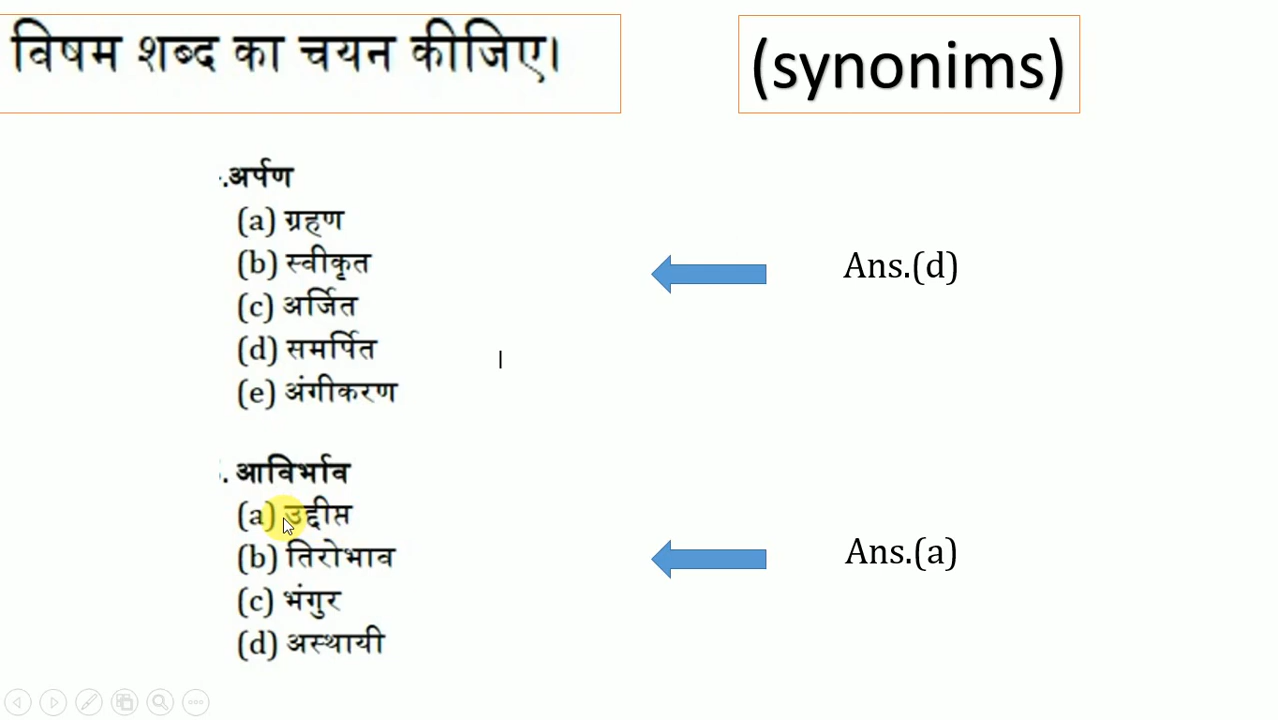 विषम शब्द का चयन कीजिए।
(synonims)
.अर्पण
(a) ग्रहण
(b) स्वीकृत
(c) अर्जित
(d) समर्पित
(e) अंगीकरण
Ans.(d)
. आविर्भाव
(a) उद्दीप्त
(b) तिरोभाव
(c) भंगुर
(d) अस्थायी
Ans.(a)